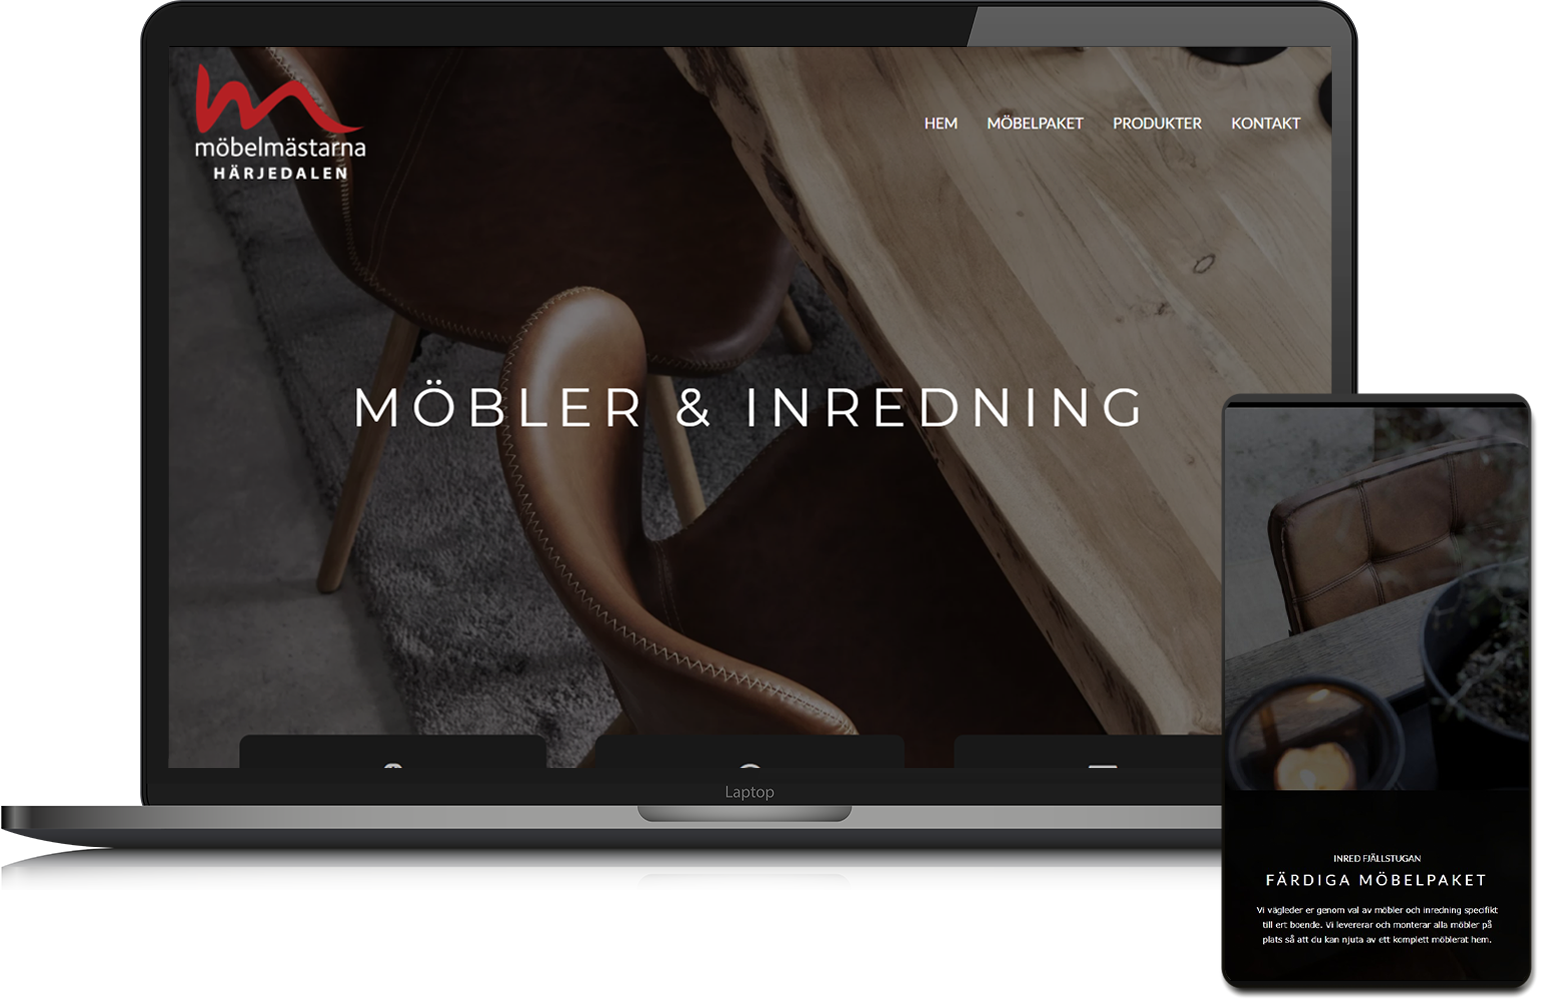 möbelmästarna
HÄRJEDALEN
HEM MÖBELPAKET PRODUKTER KONTAKT
MÖBLER & INREDNING
Laptop
INRED FJÄLLSTUGAN
FÄRDIGA MÖBELPAKET
Vi vägleder er genom val av möbler och inredning specifikt
till ert boende. Vi levererar och monterar alla möbler på
plats så att du kan njuta av ett komplett möblerat hem.